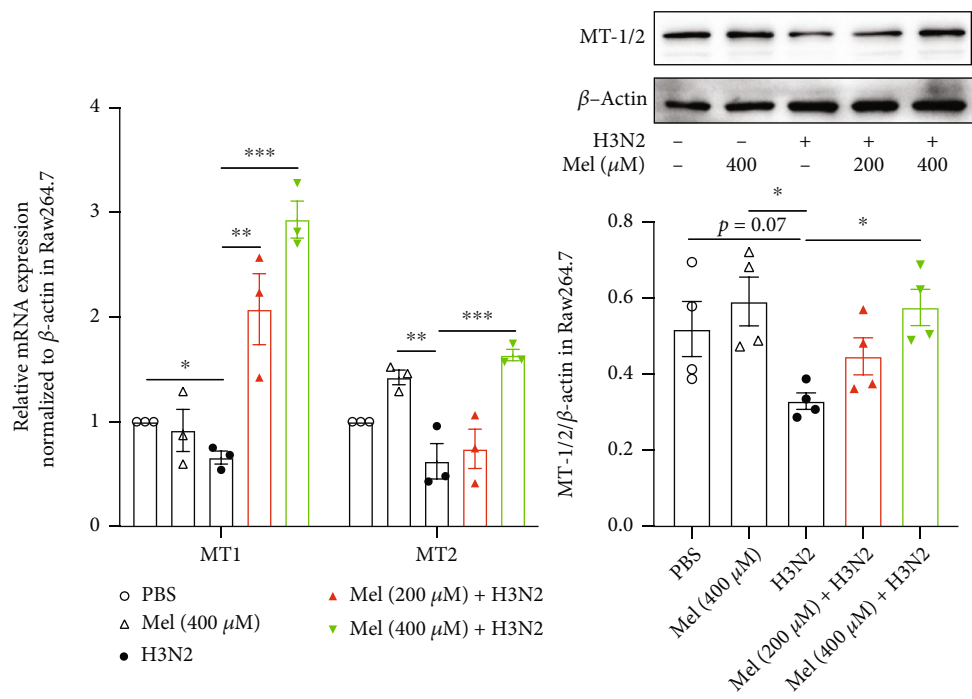 Relative mRNA expression
normalized to β-actin in Raw264.7
4
3
2
1
0
***
**
*
***
**
MT1
MT2
PBS
Mel (400 μM)
H3N2
Mel (200 μM) + H3N2
Mel (400 μM) + H3N2
MT-1/2
β–Actin
H3N2 – – + + +
Mel (μM) – 400 – 200 400
MT-1/2/β-actin in Raw264.7
0.8
0.6
0.4
0.2
0.0
*
p = 0.07
*
PBS
Mel (400 μM)
H3N2
Mel (200 μM) + H3N2
Mel (400 μM) + H3N2